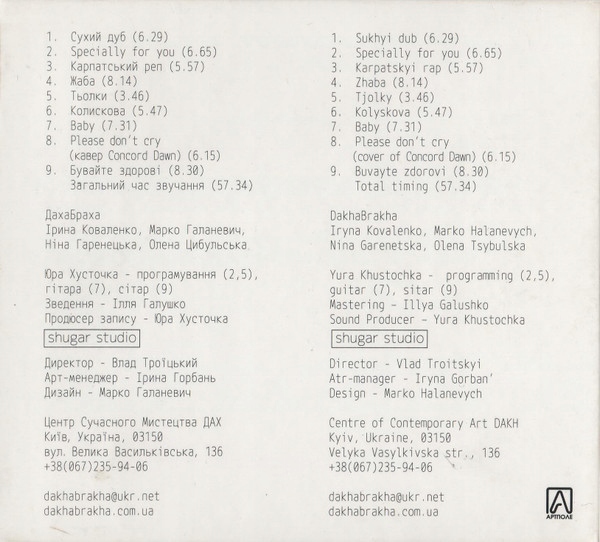 1. Сухий дуб (6.29)
2. Specially for you (6.65)
3. Карпатський реп (5.57)
4. Жаба (8.14)
5. Тьолки (3.46)
6. Колискова (5.47)
7. Baby (7.31)
8. Please don't cry
(кавер Concord Dawn) (6.15)
9. Бувайте здорові (8.30)
Загальний час звучання (57.34)
ДахаБраха
Ірина Коваленко, Марко Галаневич,
Ніна Гаренецька, Олена Цибульська
Юра Хусточка - програмування (2,5),
гітара (7), сітар (9)
Зведення - Ілля Галушко
Продюсер запису - Юра Хусточка
shugar studio
Директор - Влад Троїцький
Арт-менеджер - Ірина Горбань
Дизайн - Марко Галаневич
Центр Сучасного Мистецтва ДАХ
Київ, Україна, 03150
вул. Велика Васильківська, 136
+38(067)235-94-06
dakhabrakha@ukr.net
dakhabrakha.com.ua
1. Sukhyi dub (6.29)
2. Specially for you (6.65)
3. Karpatskyi rap (5.57)
4. Zhaba (8.14)
5. Tjolky (3.46)
6. Kolyskova (5.47)
7. Baby (7.31)
8. Please don't cry
(cover of Concord Dawn) (6.15)
9. Buvayte zdorovi (8.30)
Total timing (57.34)
DakhaBrakha
Iryna Kovalenko, Marko Halanevych,
Nina Garenetska, Olena Tsybulska
Yura Khustochka - programming (2,5),
guitar (7), sitar (9)
Mastering - Illya Galushko
Sound Producer - Yura Khustochka
shugar studio
Director - Vlad Troitskyi
Atr-manager - Iryna Gorban'
Design - Marko Halanevych
Centre of Contemporary Art DAKH
Kyiv, Ukraine, 03150
Velyka Vasylkivska str., 136
+38(067)235-94-06
dakhabrakha@ukr.net
dakhabrakha.com.ua
АРТПОЛЕ